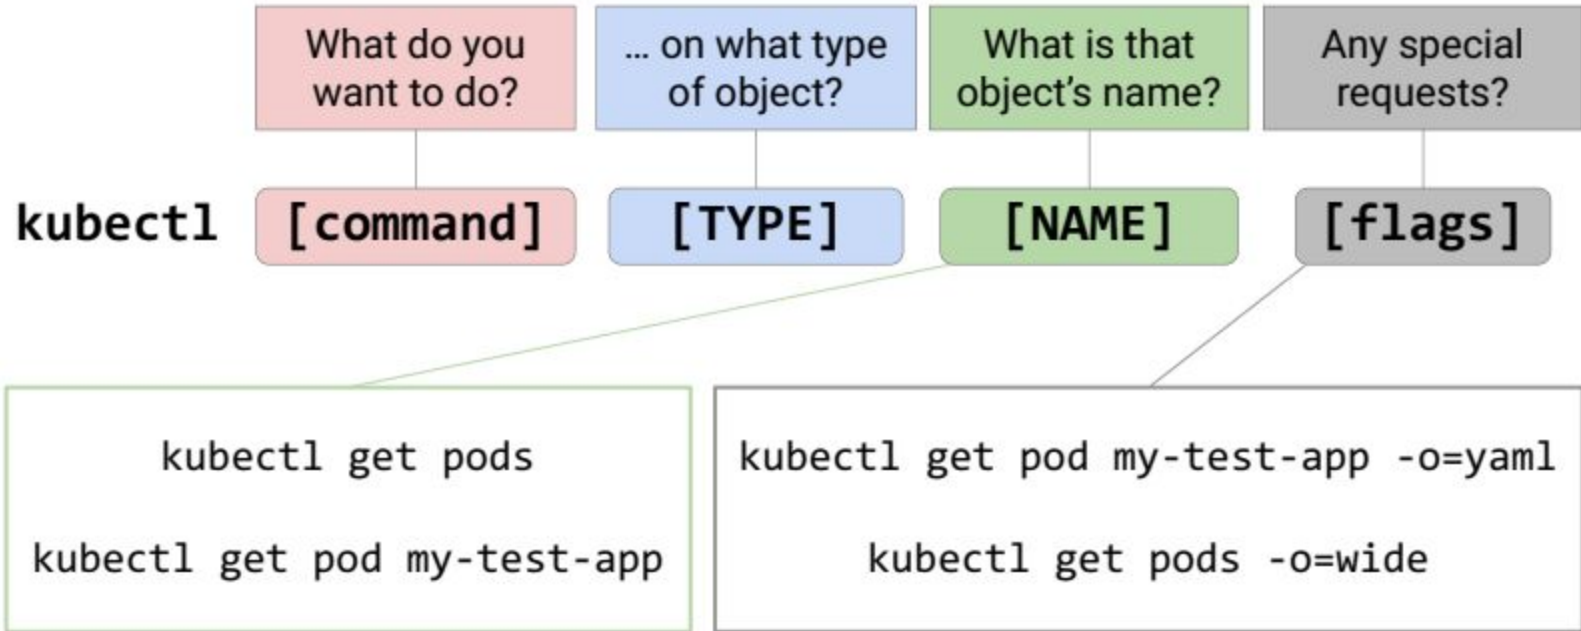 What do you
want to do?
... on what type
of object?
What is that
object's name?
Any special
requests?
kubectl [command] [TYPE] [NAME] [flags]
kubectl get pods
kubectl get pod my-test-app
kubectl get pod my-test-app -o=yaml
kubectl get pods -o=wide